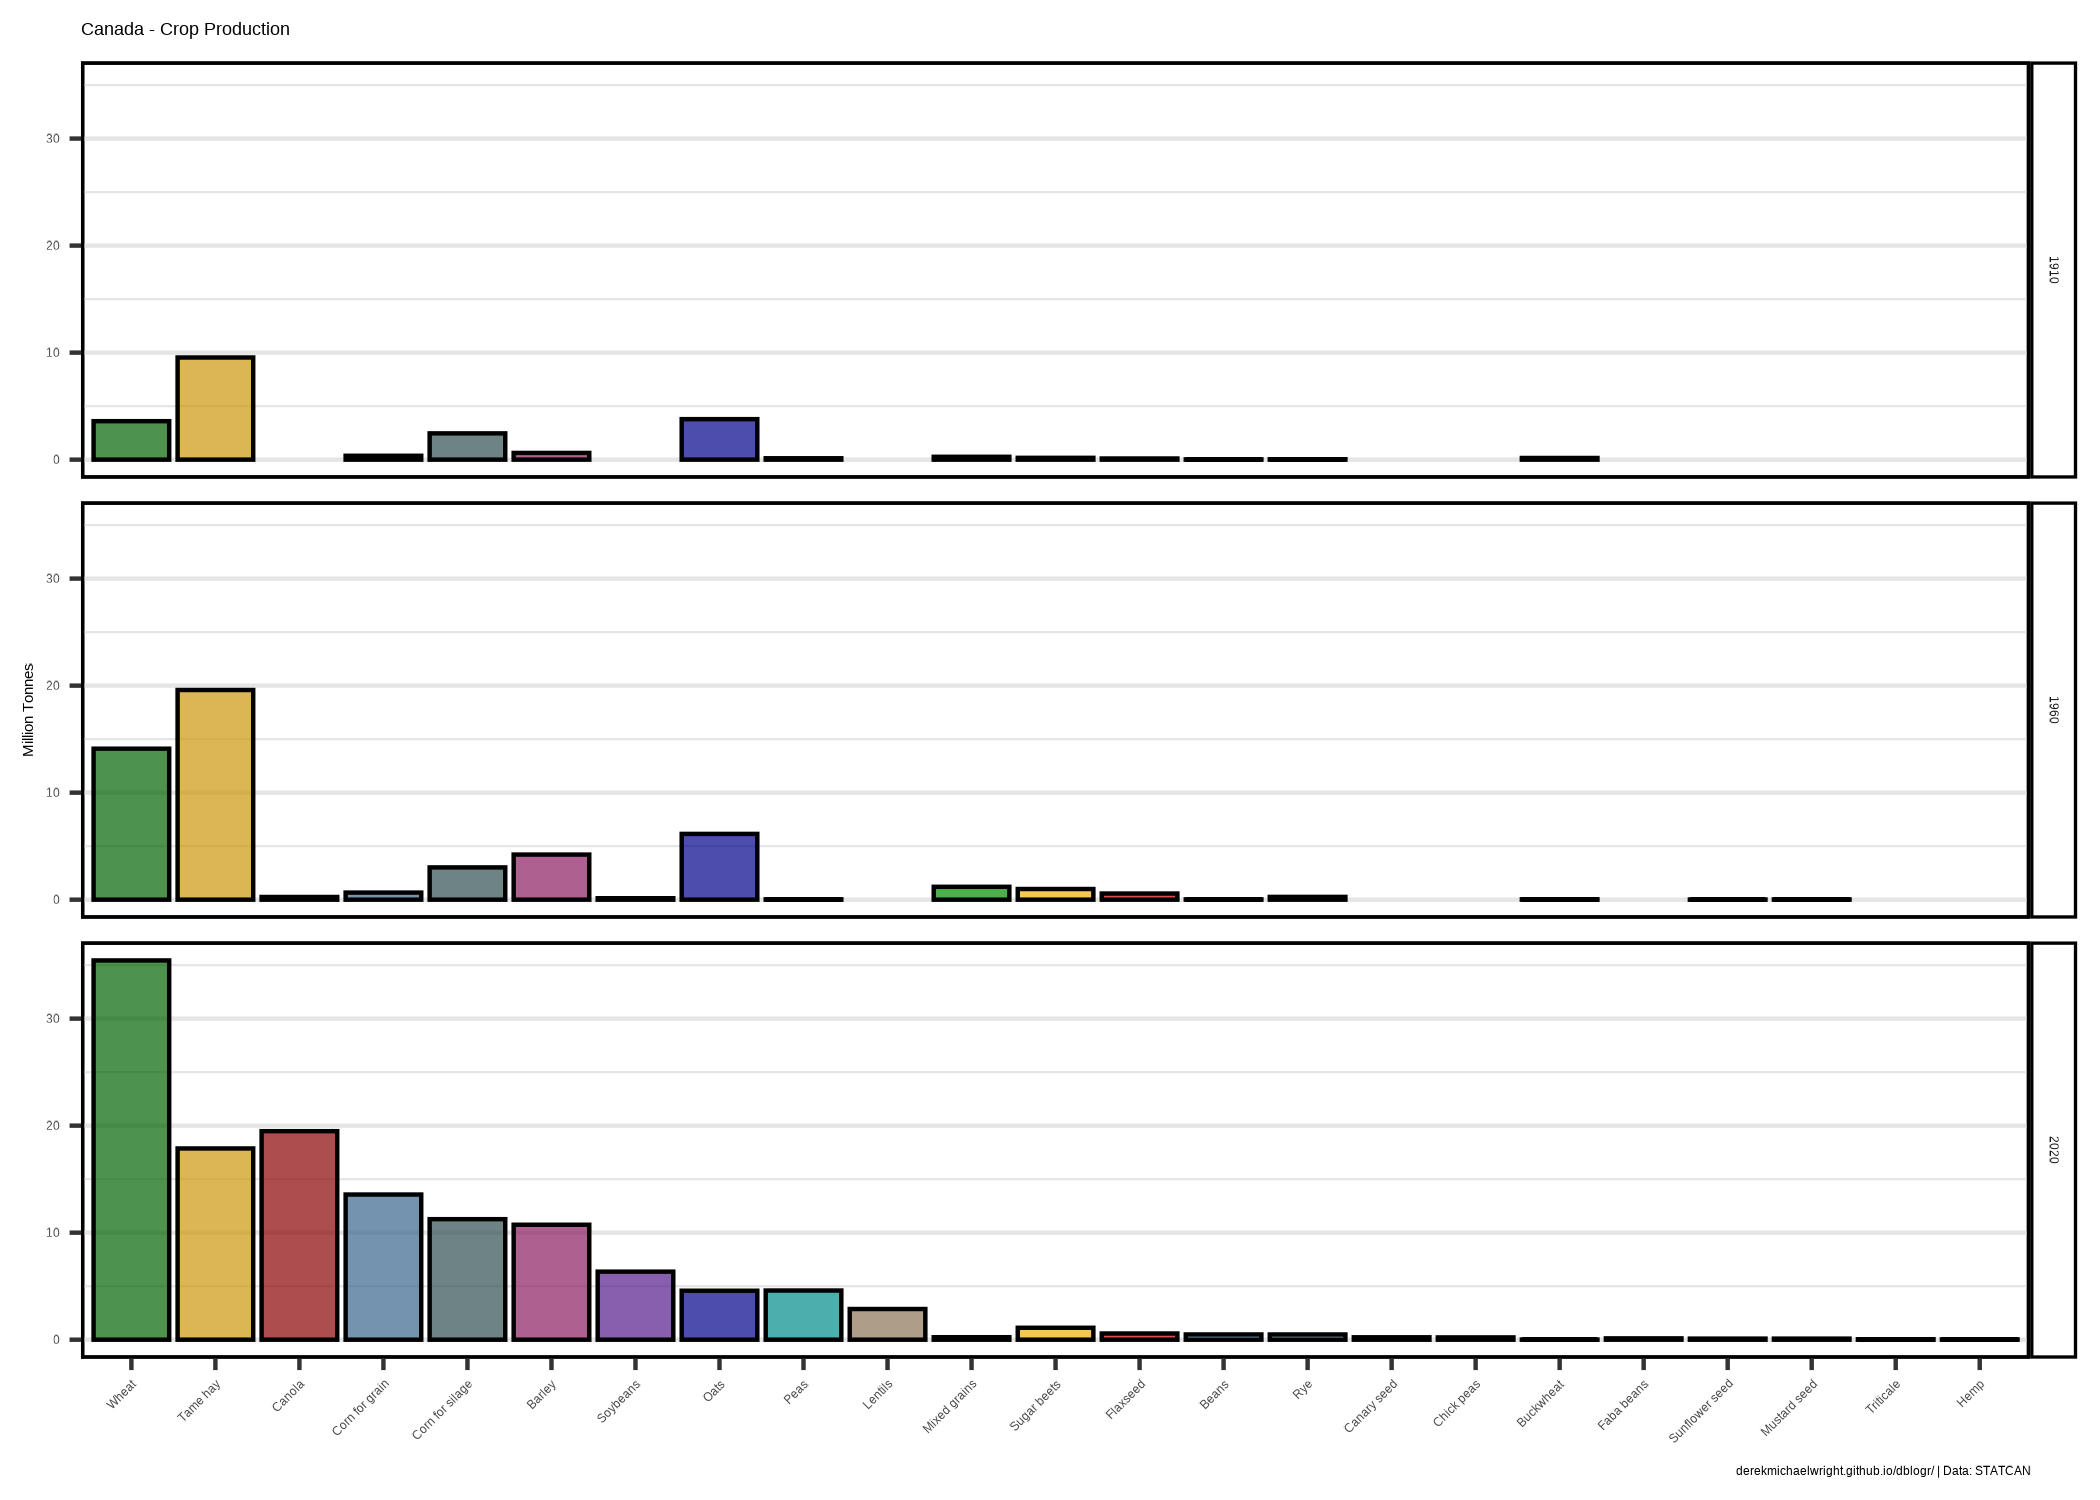 Canada - Crop Production
30
20
10
0
1910
Million Tonnes
30
20
10
0
1960
30
20
10
0
2020
Wheat
Tame hay
Canola
Corn for grain
Corn for silage
Barley
Soybeans
Oats
Peas
Lentils
Mixed grains
Sugar beets
Flaxseed
Beans
Rye
Canary seed
Chick peas
Buckwheat
Faba beans
Sunflower seed
Mustard seed
Triticale
Hemp
derekmichaelwright.github.io/dblogr/ | Data: STATCAN